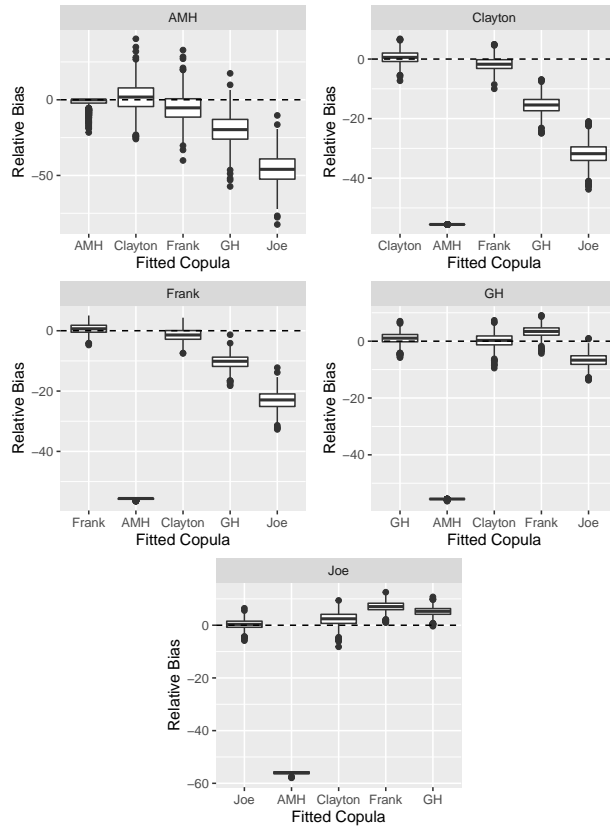 AMH
Relative Bias
0
−50
AMH Clayton Frank GH Joe
Fitted Copula
Clayton
Relative Bias
0
−20
−40
Clayton AMH Frank GH Joe
Fitted Copula
Frank
Relative Bias
0
−20
−40
Frank AMH Clayton GH Joe
Fitted Copula
GH
Relative Bias
0
−20
−40
GH AMH Clayton Frank Joe
Fitted Copula
Joe
Relative Bias
0
−20
−40
−60
Joe AMH Clayton Frank GH
Fitted Copula